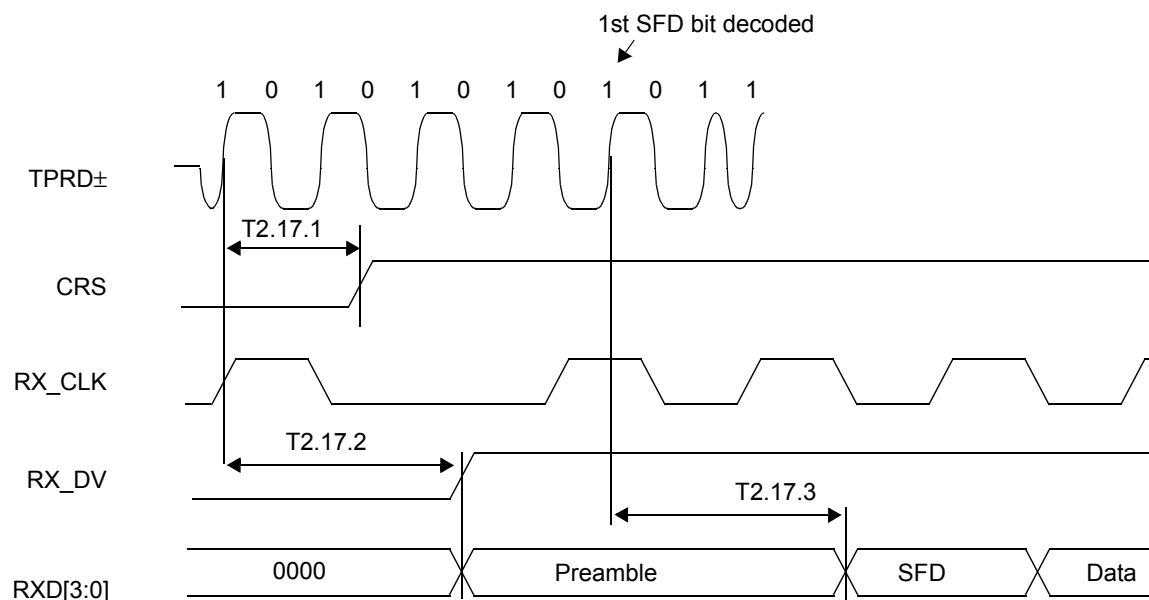 1st SFD bit decoded
1 0 1 0 1 0 1 0 1 0 1 1
TPRD±
T2.17.1
CRS
RX_CLK
T2.17.2
RX_DV
T2.17.3
RXD[3:0]
0000 Preamble SFD Data